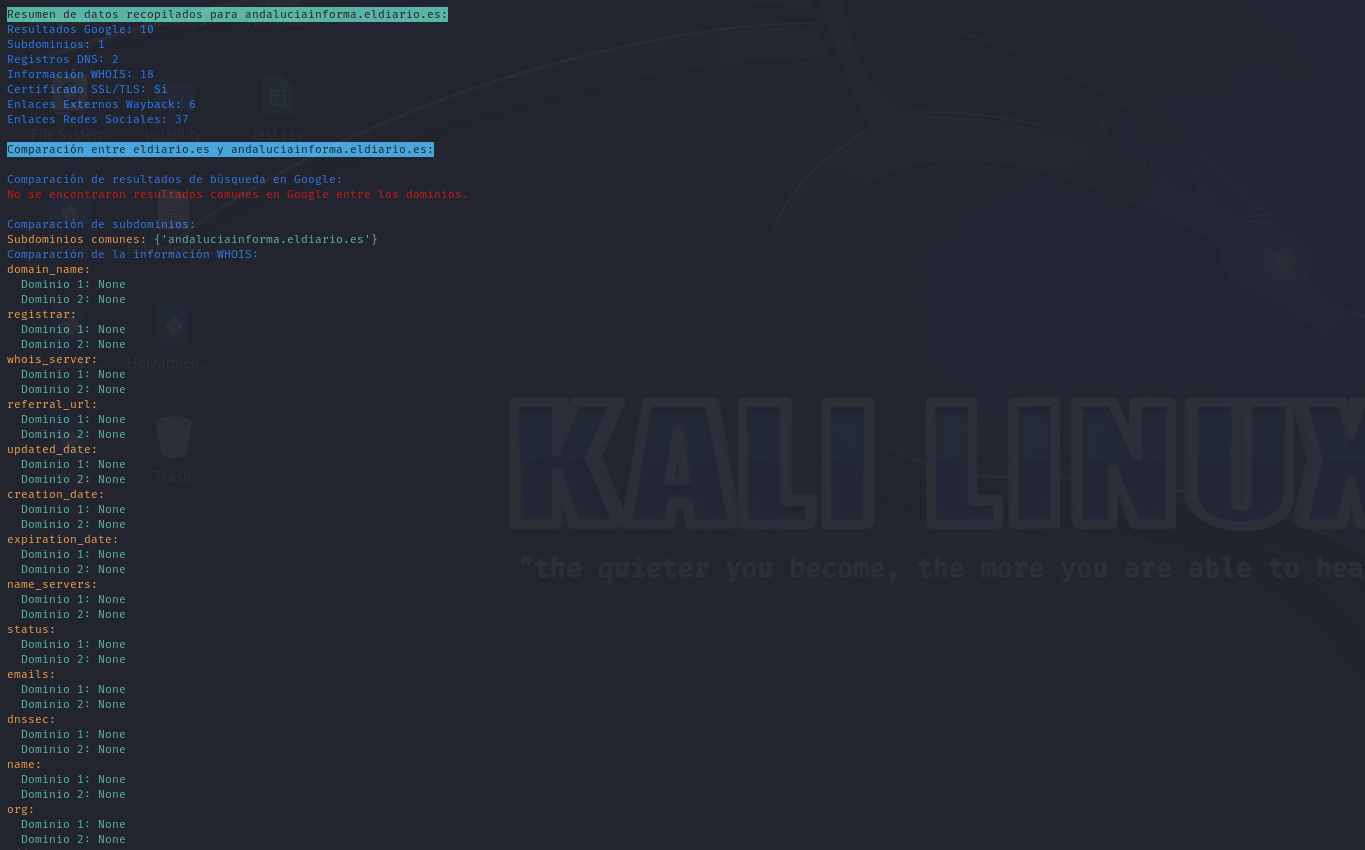 Resumen de datos recopilados para andaluciainforma.eldiario.es:
Resultados Google: 10
Subdominios: 1
Registros DNS: 2
Información WHOIS: 18
Certificado SSL/TLS: Sí
Enlaces Externos Wayback: 6
Enlaces Redes Sociales: 37
File System
volatility
test.csv
Comparación entre eldiario.es y andaluciainforma.eldiario.es:
Comparación de resultados de búsqueda en Google:
No se encontraron resultados comunes en Google entre los dominios.
Comparación de subdominios:
Subdominios comunes: {'andaluciainforma.eldiario.es'}
Comparación de la información WHOIS:
domain_name:
Dominio 1: None
Dominio 2: None
registrar:
Dominio 1: None
Dominio 2: None
whois_server:
Herramien...
Dominio 1: None
Dominio 2: None
referral_url:
Dominio 1: None
Dominio 2: None
updated_date:
Dominio 1: None
Dominio 2: None
Trash
creation_date:
Dominio 1: None
Dominio 2: None
expiration_date:
Dominio 1: None
Dominio 2: None
name_servers:
Dominio 1: None
Dominio 2: None
status:
Dominio 1: None
Dominio 2: None
emails:
Dominio 1: None
Dominio 2: None
dnssec:
Dominio 1: None
Dominio 2: None
name:
Dominio 1: None
Dominio 2: None
org:
Dominio 1: None
Dominio 2: None
KALI LINUX
"the quieter you become, the more you are able to hea